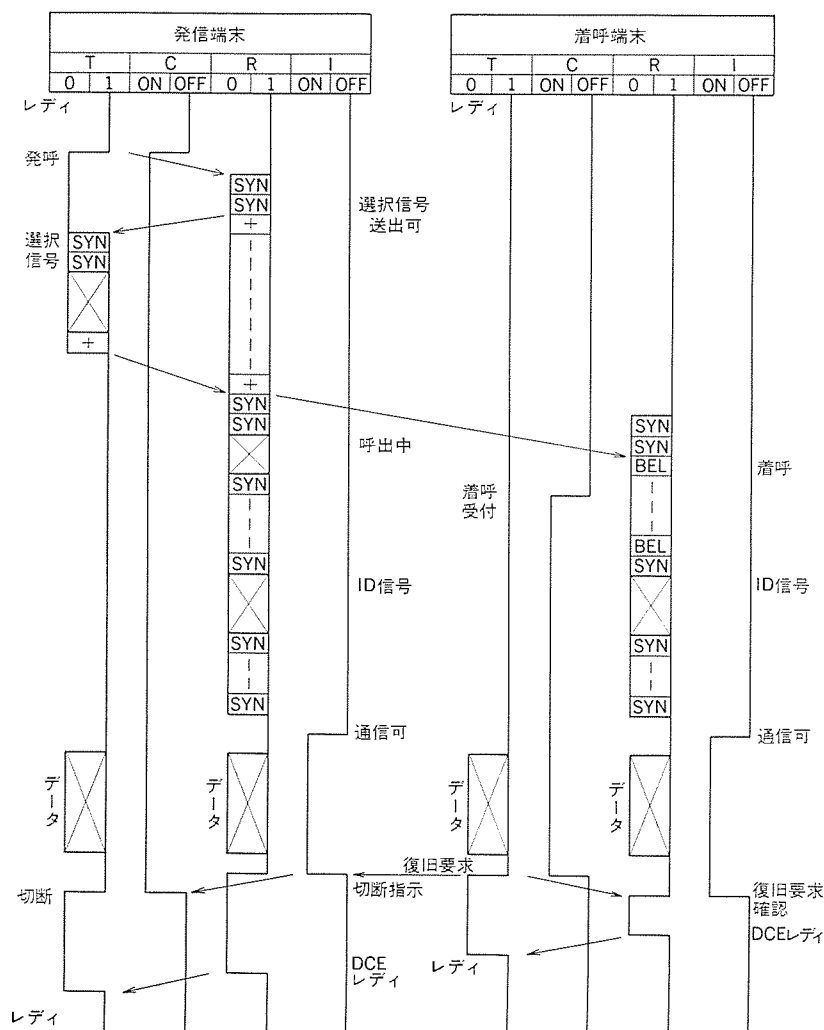 発信端末
着呼端末
T C R I
T C R I
0 1 ON OFF 0 1 ON OFF
0 1 ON OFF 0 1 ON OFF
レディ
レディ
発呼
SYN
SYN
+
選択信号
送出可
選択
信号
SYN
SYN
+
+
SYN
SYN
呼出中
SYN
SYN
SYN
BEL
着呼
着呼
受付
BEL
SYN
SYN
ID信号
ID信号
SYN
SYN
SYN
SYN
通信可
通信可
データ
データ
データ
データ
復旧要求
切断指示
切断
復旧要求
確認
DCEレディ
レディ
DCE
レディ
レディ